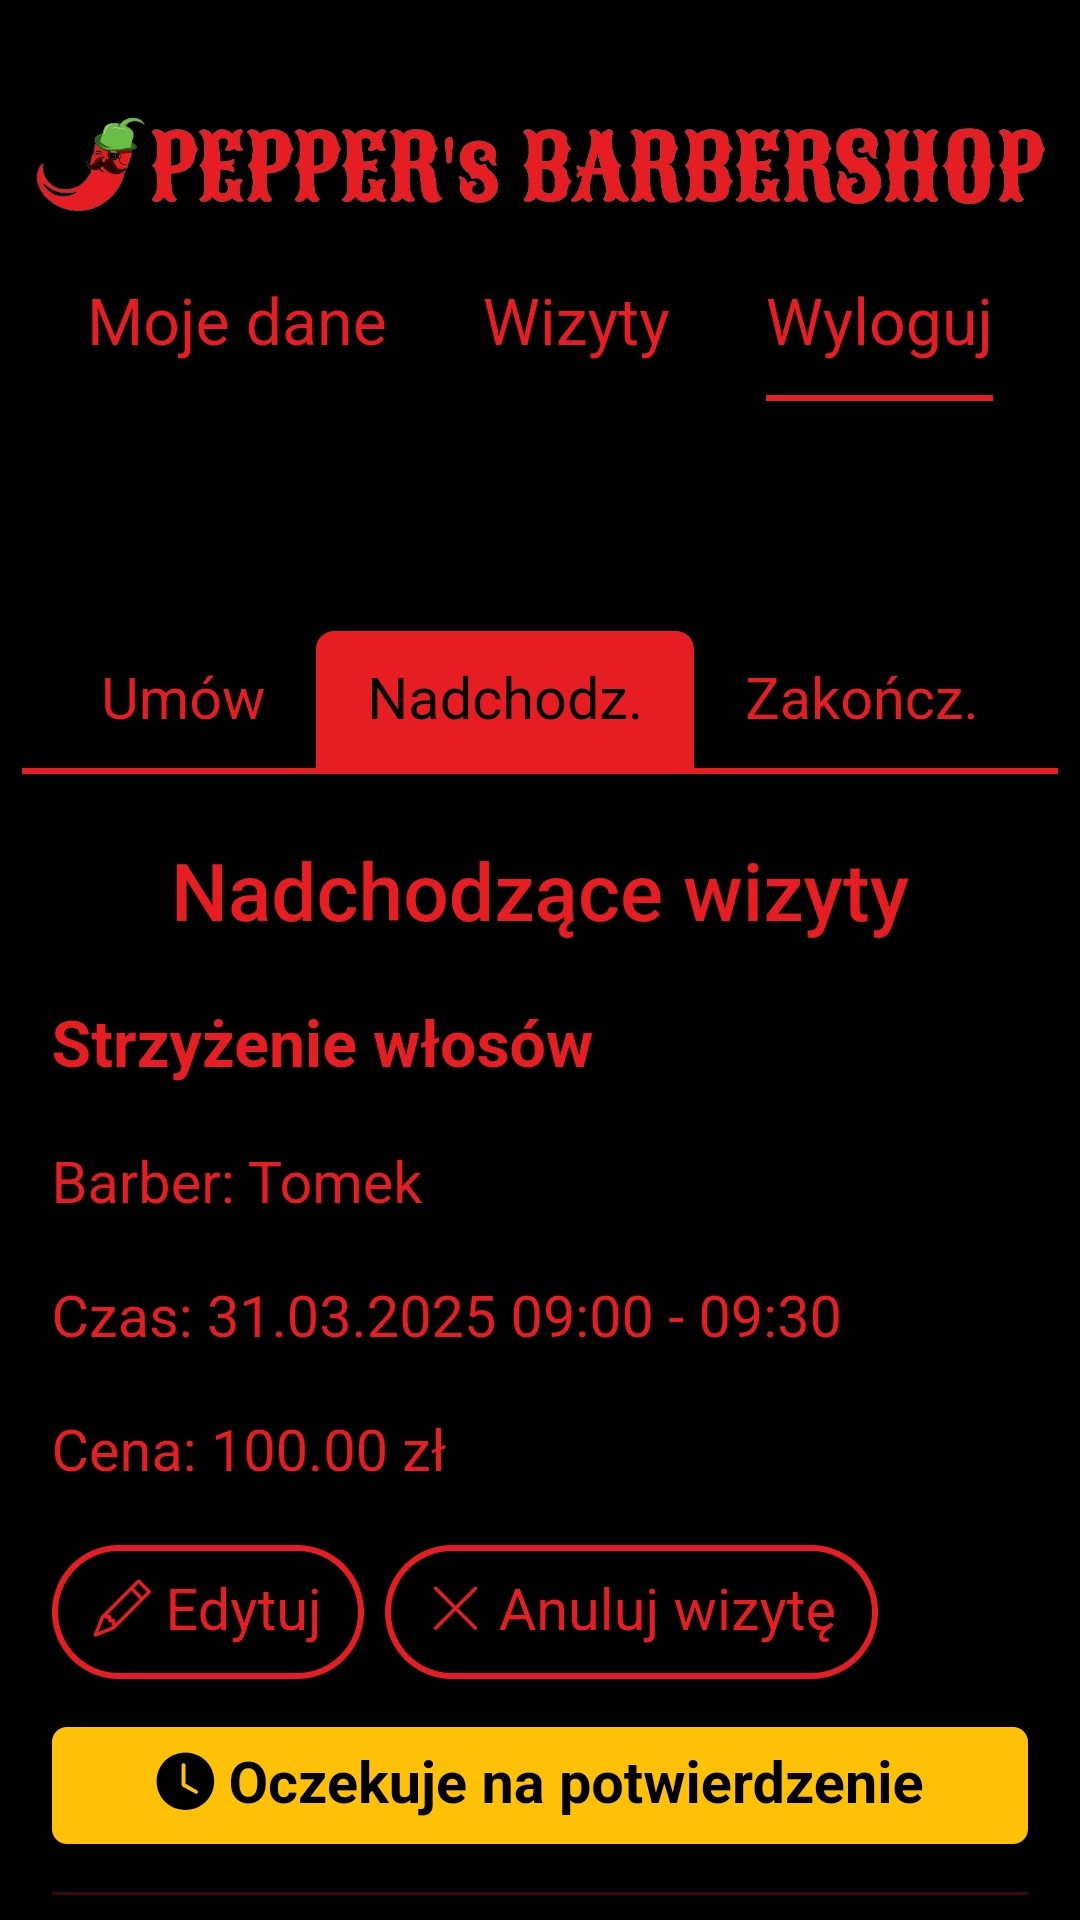 PEPPER's BARBERSHOP
Moje dane Wizyty Wyloguj
Umów Nadchodz. Zakończ.
Nadchodzące wizyty
Strzyżenie włosów
Barber: Tomek
Czas: 31.03.2025 09:00 - 09:30
Cena: 100.00 zł
Edytuj Anuluj wizytę
Oczekuje na potwierdzenie